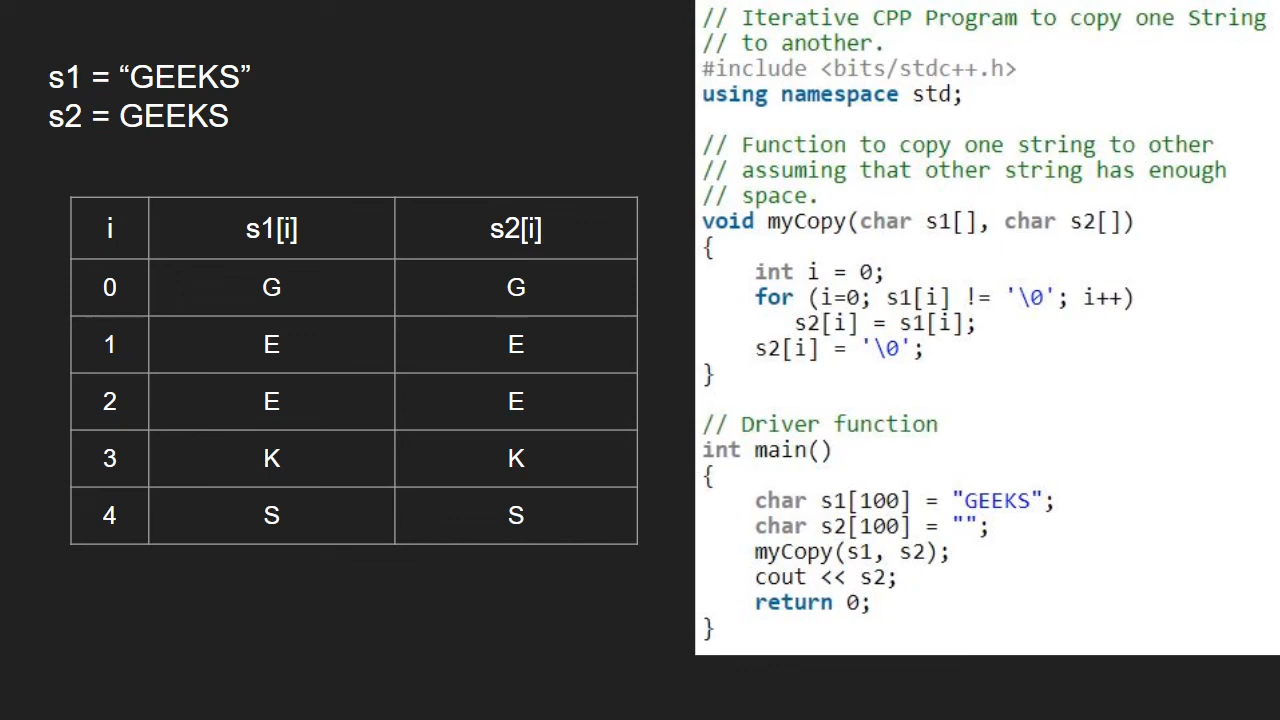 s1 = “GEEKS”
s2 = GEEKS
i s1[i] s2[i]
0 G G
1 E E
2 E E
3 K K
4 S S
// Iterative CPP Program to copy one String
// to another.
#include <bits/stdc++.h>
using namespace std;
// Function to copy one string to other
// assuming that other string has enough
// space.
void myCopy(char s1[], char s2[])
{
    int i = 0;
    for (i=0; s1[i] != '\0'; i++)
       s2[i] = s1[i];
    s2[i] = '\0';
}
// Driver function
int main()
{
    char s1[100] = "GEEKS";
    char s2[100] = "";
    myCopy(s1, s2);
    cout << s2;
    return 0;
}